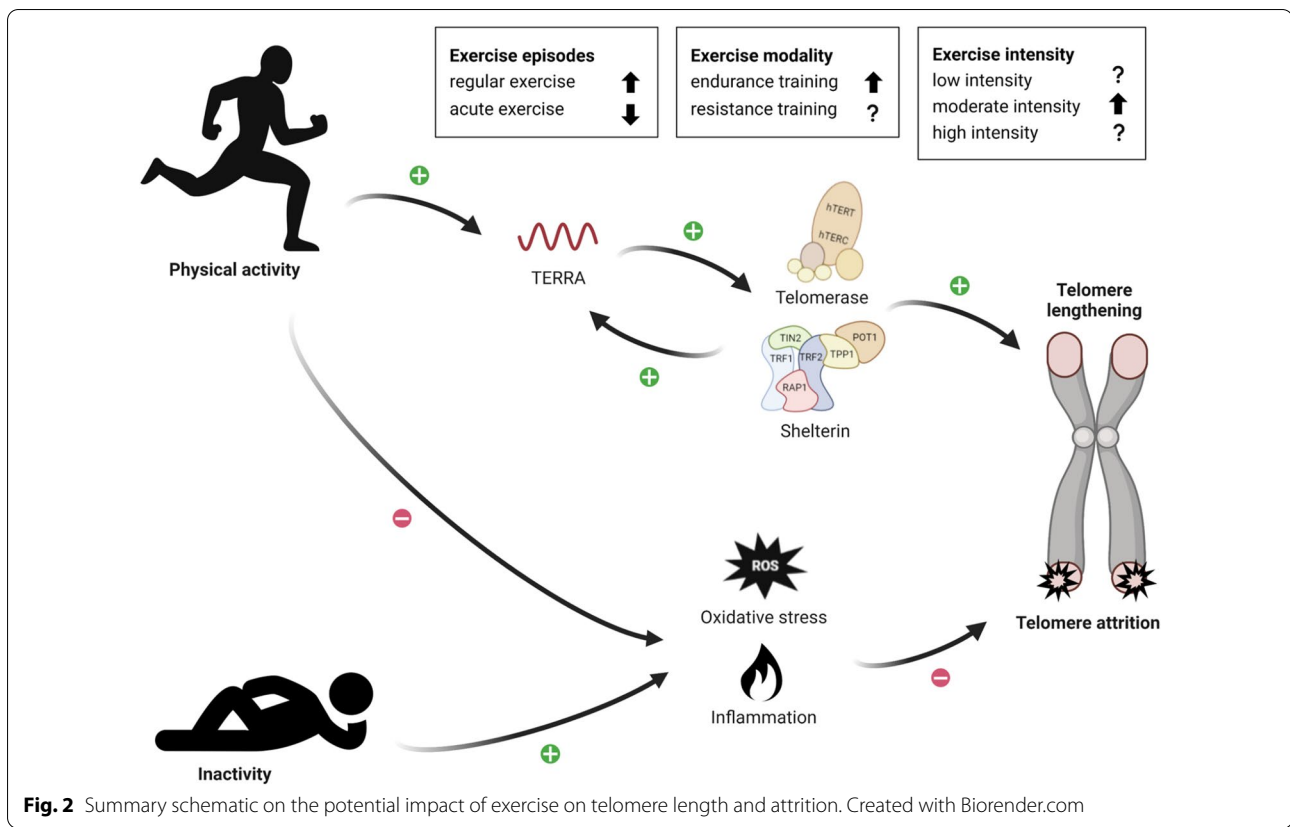 Exercise episodes
regular exercise
acute exercise
Exercise modality
endurance training
resistance training ?
Exercise intensity
low intensity ?
moderate intensity
high intensity ?
Physical activity
TERRA
hTERT
hTERC
Telomerase
TIN2
POT1
TRF1
TRF2
TPP1
RAP1
Shelterin
Telomere
lengthening
ROS
Oxidative stress
Inflammation
Telomere attrition
Inactivity
Fig. 2 Summary schematic on the potential impact of exercise on telomere length and attrition. Created with Biorender.com